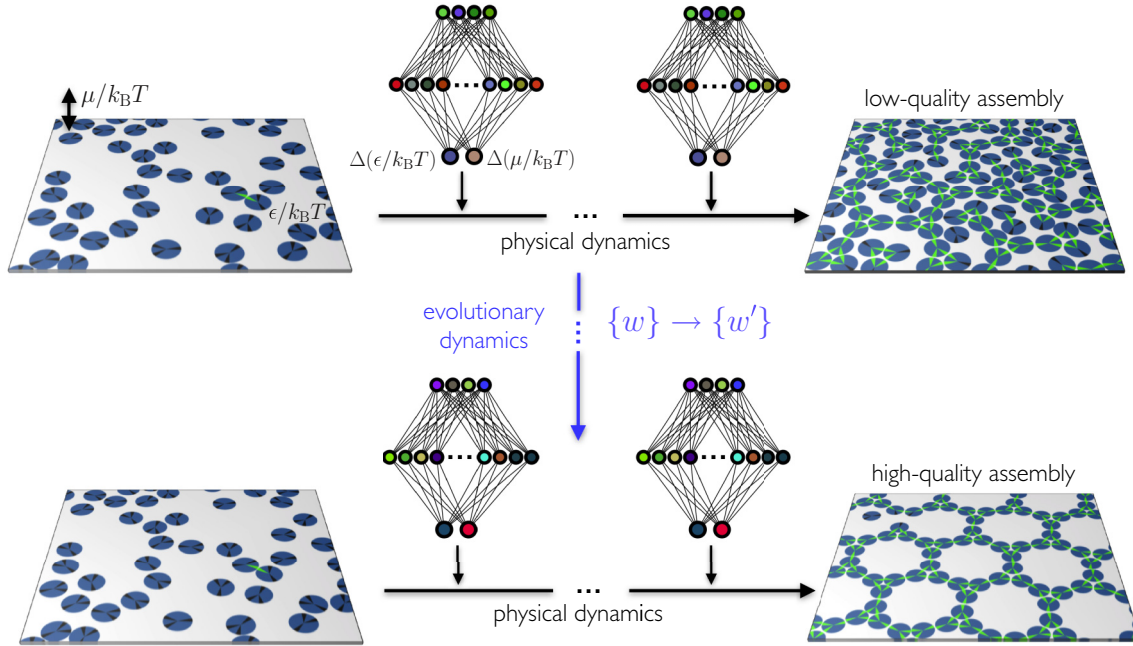 μ/k_BT
Δ(ϵ/k_BT)
Δ(μ/k_BT)
low-quality assembly
ϵ/k_BT
...
...
...
physical dynamics
evolutionary
dynamics
...
{w} → {w′}
...
...
high-quality assembly
...
physical dynamics